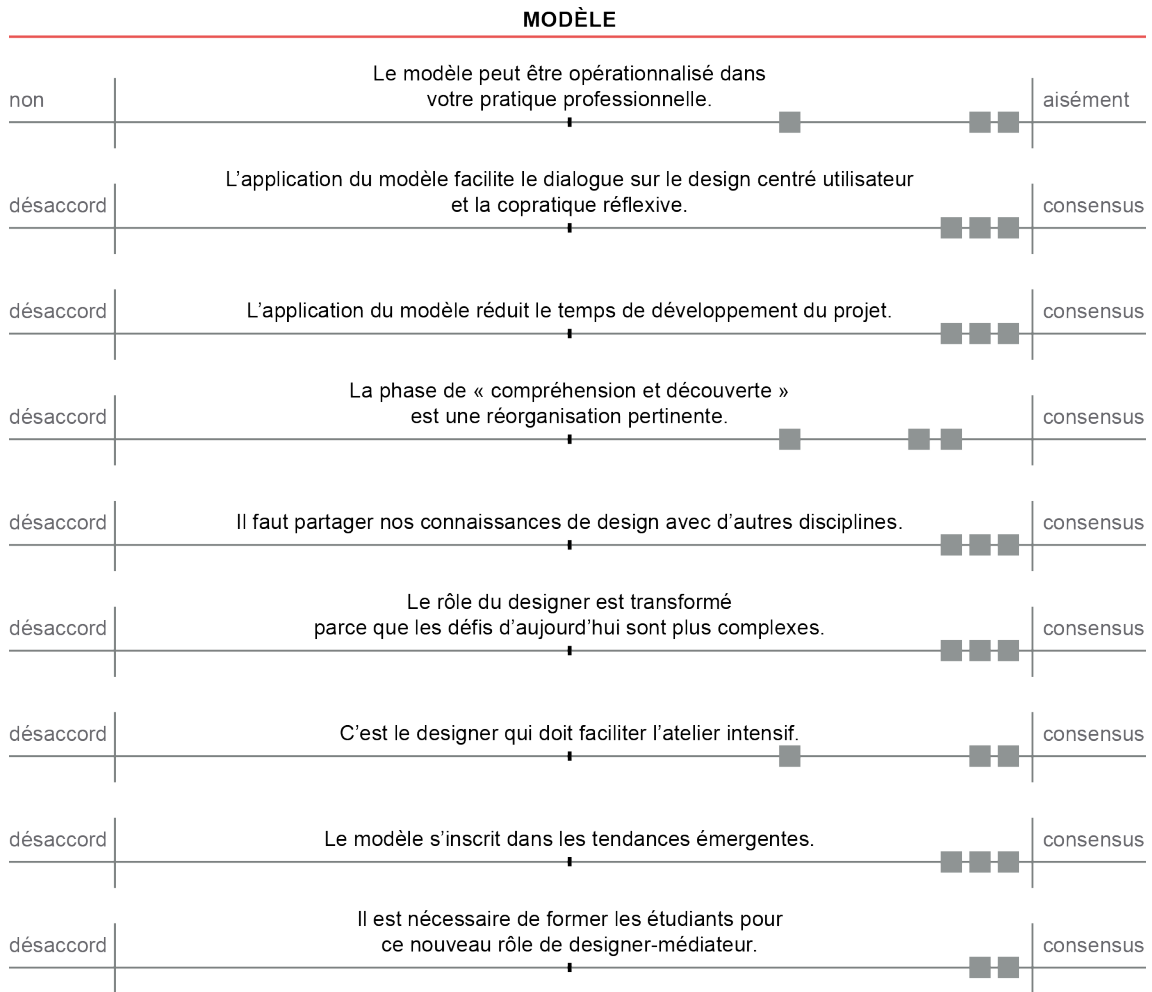 MODÈLE
Le modèle peut être opérationnalisé dans
votre pratique professionnelle.
non
aisément
L’application du modèle facilite le dialogue sur le design centré utilisateur
et la copratique réflexive.
désaccord
consensus
L’application du modèle réduit le temps de développement du projet.
désaccord
consensus
La phase de « compréhension et découverte »
est une réorganisation pertinente.
désaccord
consensus
Il faut partager nos connaissances de design avec d’autres disciplines.
désaccord
consensus
Le rôle du designer est transformé
parce que les défis d’aujourd’hui sont plus complexes.
désaccord
consensus
C’est le designer qui doit faciliter l’atelier intensif.
désaccord
consensus
Le modèle s’inscrit dans les tendances émergentes.
désaccord
consensus
Il est nécessaire de former les étudiants pour
ce nouveau rôle de designer-médiateur.
désaccord
consensus